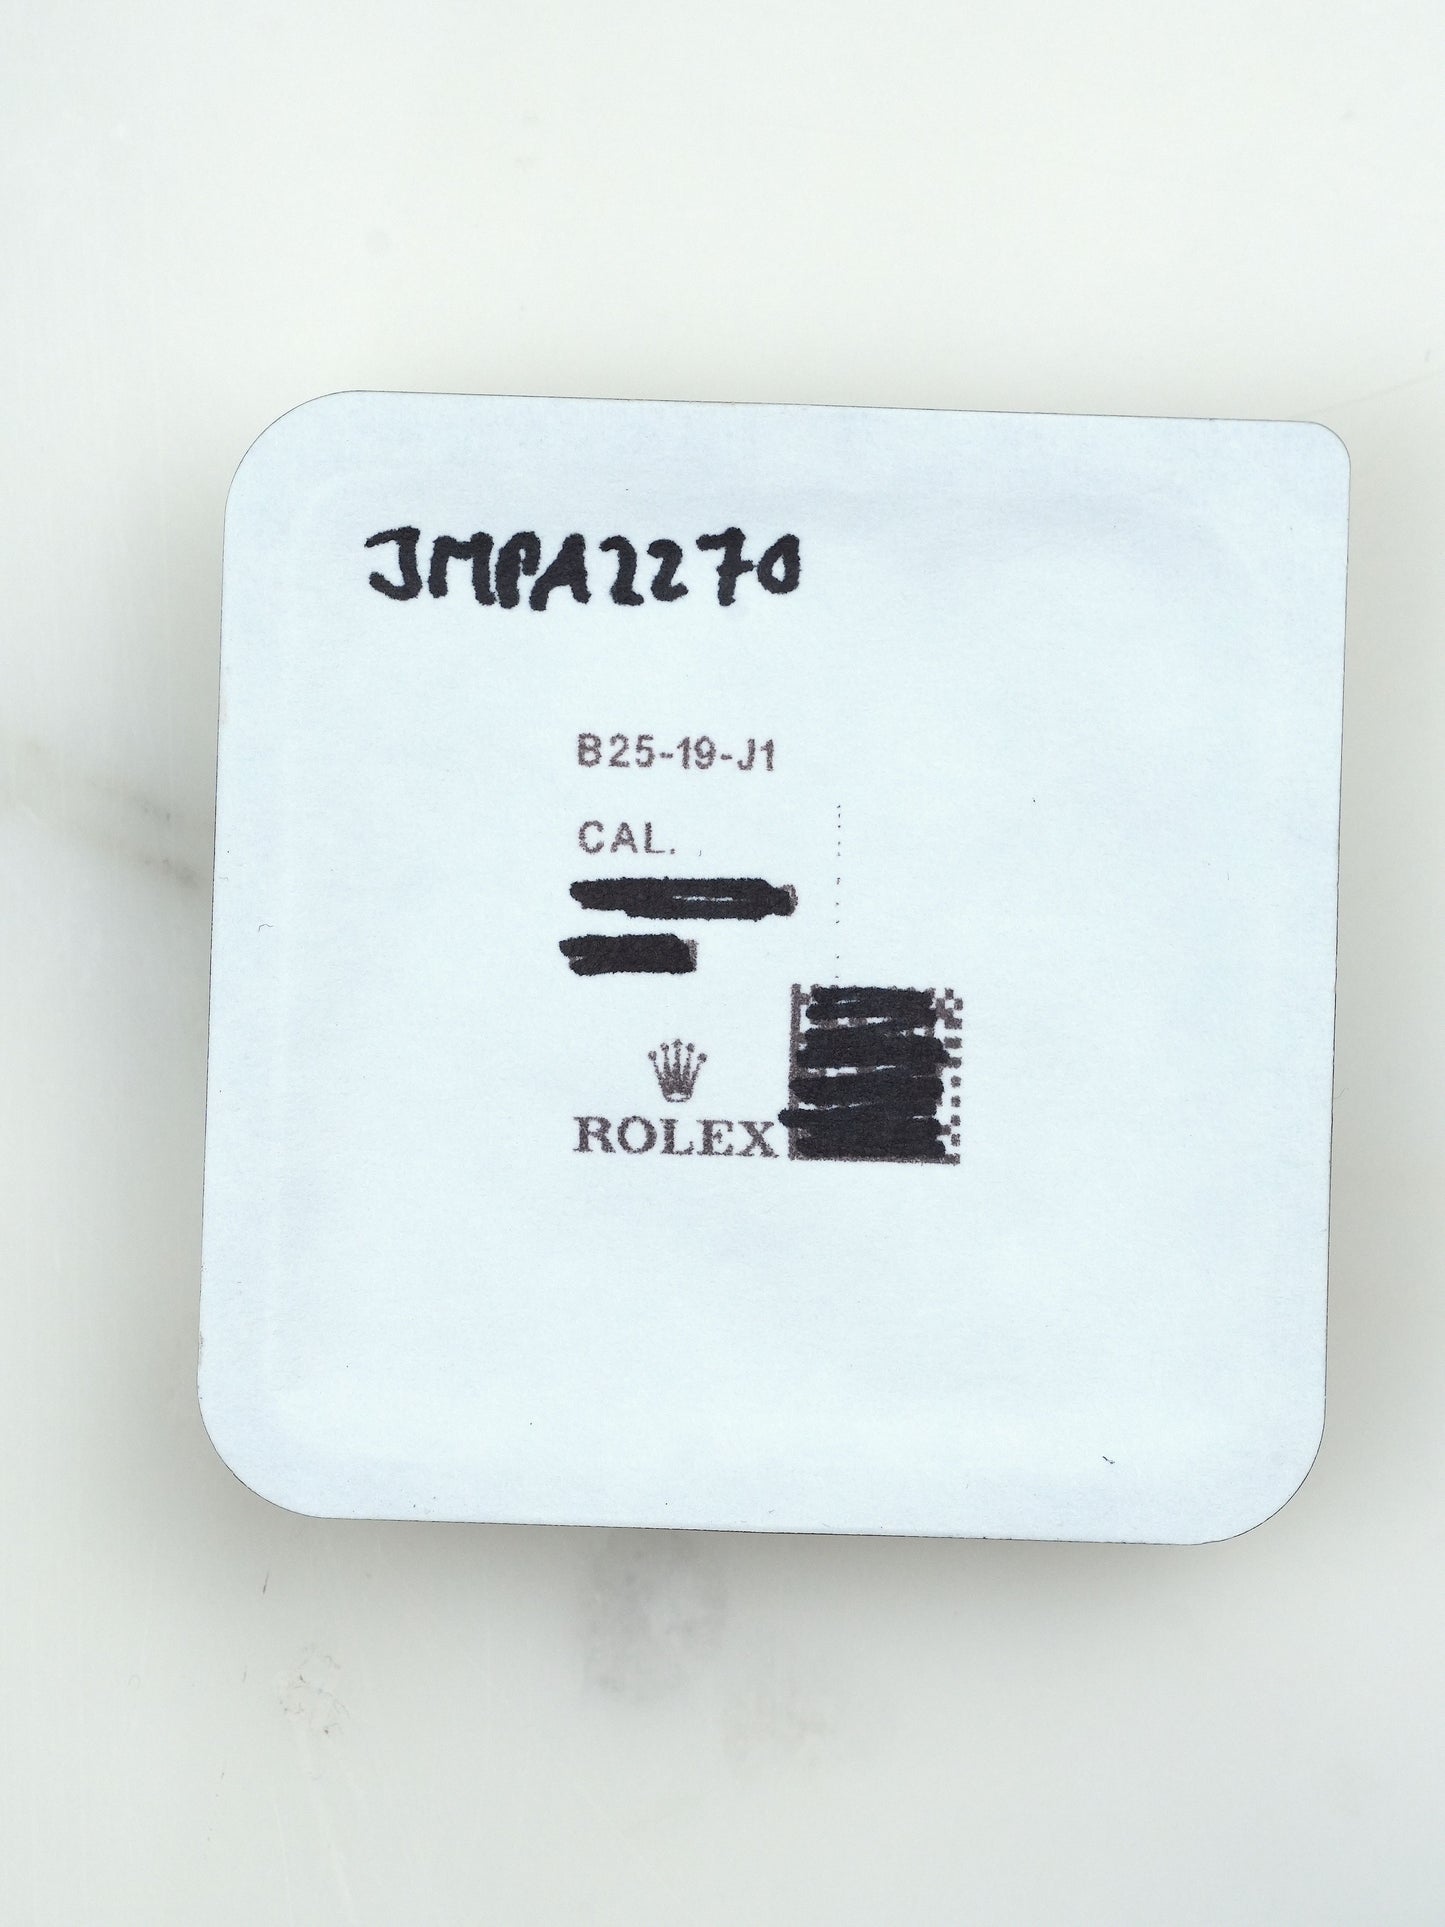 JMPA2270
B25-19-J1
CAL.
ROLEX